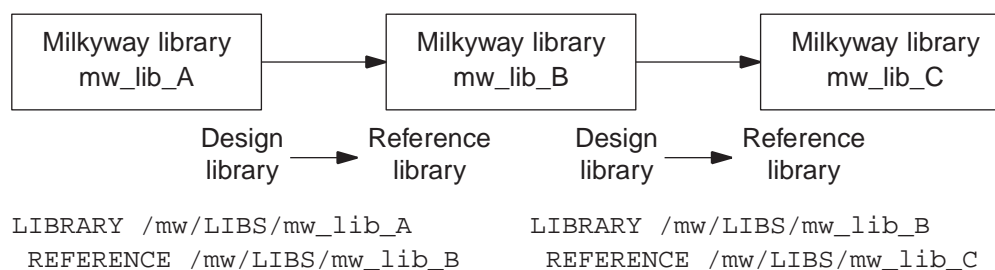 Milkyway library
mw_lib_A
Milkyway library
mw_lib_B
Milkyway library
mw_lib_C
Design
library
Reference
library
Design
library
Reference
library
LIBRARY /mw/LIBS/mw_lib_A
REFERENCE /mw/LIBS/mw_lib_B
LIBRARY /mw/LIBS/mw_lib_B
REFERENCE /mw/LIBS/mw_lib_C